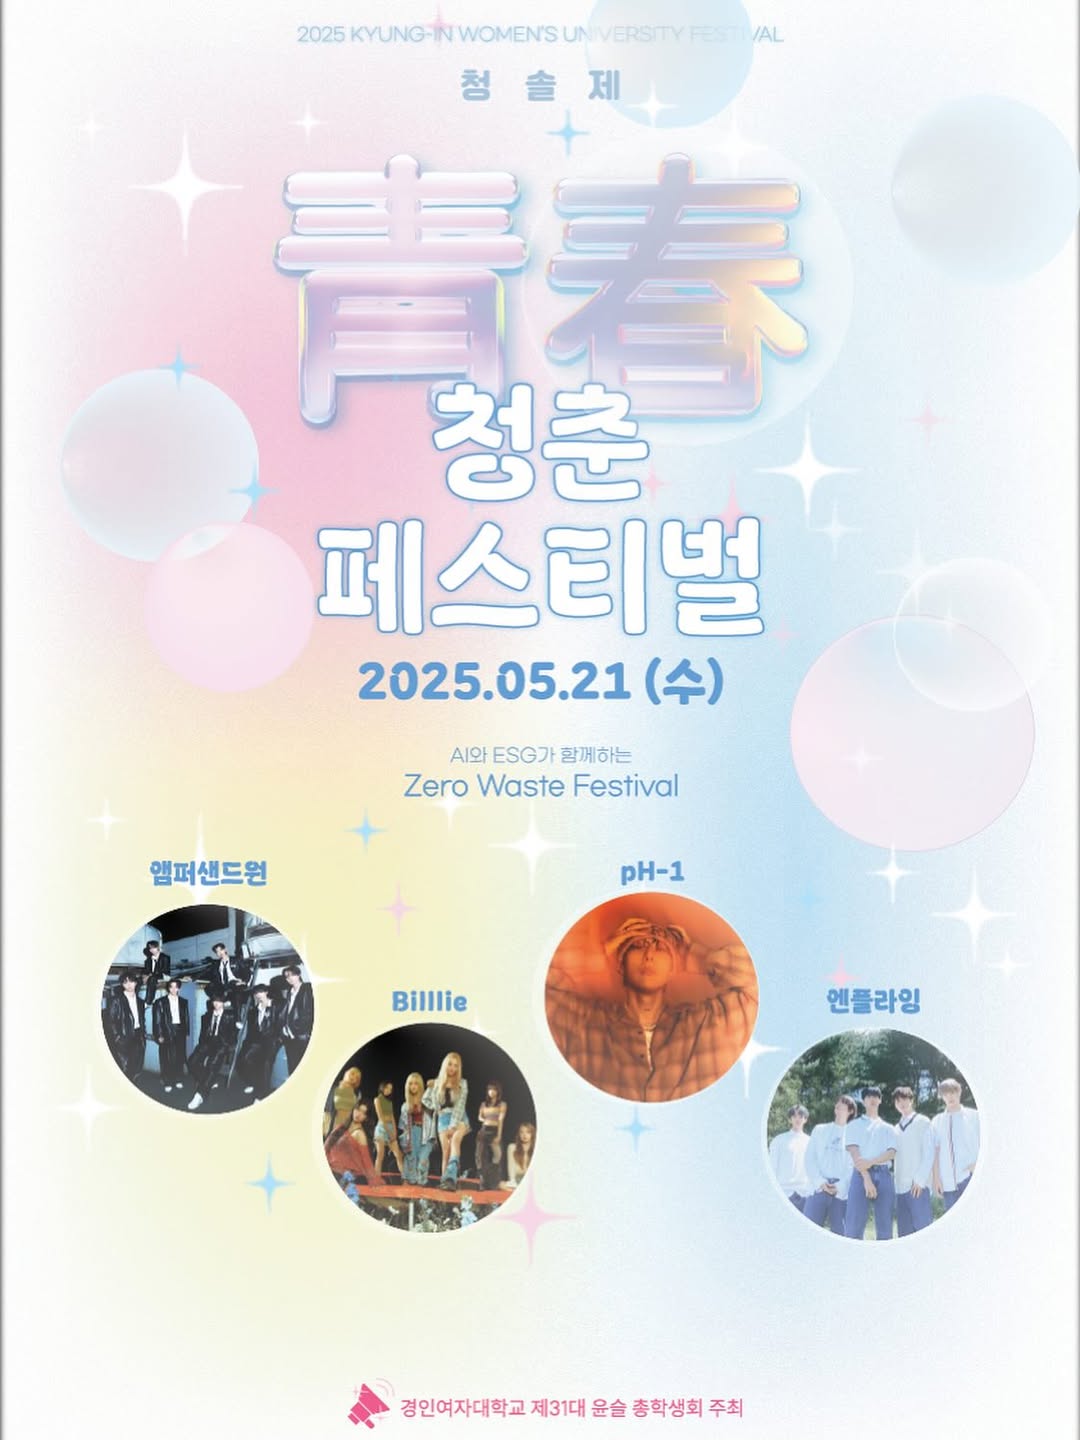 2025 KYUNG-IN WOMEN'S UNIVERSITY FESTIVAL
청솔제
青春
청춘
페스티벌
2025.05.21 (수)
AI와 ESG가 함께하는
Zero Waste Festival
앰퍼샌드원
pH-1
Billlie
엔플라잉
경인여자대학교 제31대 윤슬 총학생회 주최